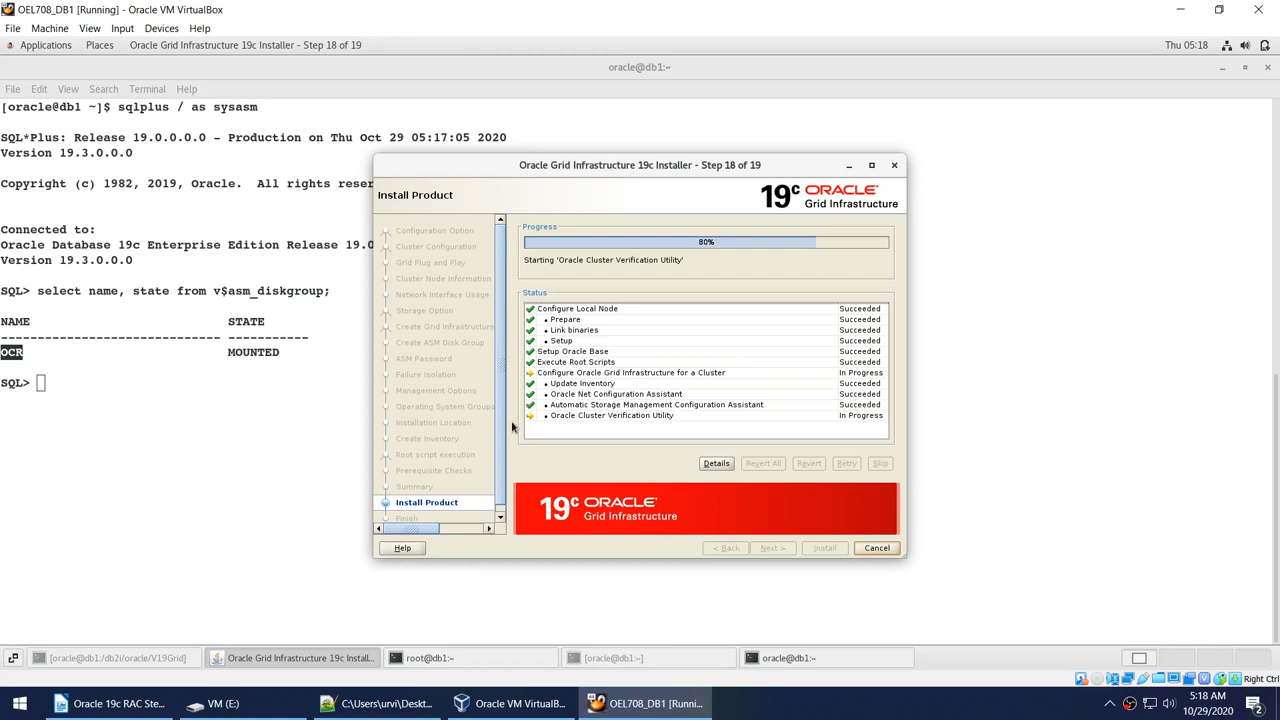 OEL708_DB1 [Running] - Oracle VM VirtualBox
File Machine View Input Devices Help
Applications Places Oracle Grid Infrastructure 19c Installer - Step 18 of 19 Thu 05:18
oracle@db1:~
File Edit View Search Terminal Help
[oracle@db1 ~]$ sqlplus / as sysasm
SQL*Plus: Release 19.0.0.0.0 - Production on Thu Oct 29 05:17:05 2020
Version 19.3.0.0.0
Copyright (c) 1982, 2019, Oracle. All rights reser
Connected to:
Oracle Database 19c Enterprise Edition Release 19.0
Version 19.3.0.0.0
SQL> select name, state from v$asm_diskgroup;
NAME STATE
------------------------------ -----------
OCR MOUNTED
SQL>
Oracle Grid Infrastructure 19c Installer - Step 18 of 19
Install Product
19c ORACLE
Grid Infrastructure
Configuration Option
Cluster Configuration
Grid Plug and Play
Cluster Node Information
Network Interface Usage
Storage Option
Create Grid Infrastructure
Create ASM Disk Group
ASM Password
Failure Isolation
Management Options
Operating System Groups
Installation Location
Create Inventory
Root script execution
Prerequisite Checks
Summary
Install Product
Finish
Progress
80%
Starting 'Oracle Cluster Verification Utility'
Status
Configure Local Node Succeeded
• Prepare Succeeded
• Link binaries Succeeded
• Setup Succeeded
Setup Oracle Base Succeeded
Execute Root Scripts Succeeded
Configure Oracle Grid Infrastructure for a Cluster In Progress
• Update Inventory Succeeded
• Oracle Net Configuration Assistant Succeeded
• Automatic Storage Management Configuration Assistant Succeeded
• Oracle Cluster Verification Utility In Progress
Details Revert All Revert Retry Skip
19c ORACLE
Grid Infrastructure
Help < Back Next > Install Cancel
[oracle@db1:/db2i/oracle/V19Grid] Oracle Grid Infrastructure 19c Install... root@db1:~ [oracle@db1:~] oracle@db1:~
Right Ctrl
Oracle 19c RAC Ste... VM (E:) C:\Users\urvi\Deskt... Oracle VM VirtualB... OEL708_DB1 [Runni... 5:18 AM
10/29/2020
2